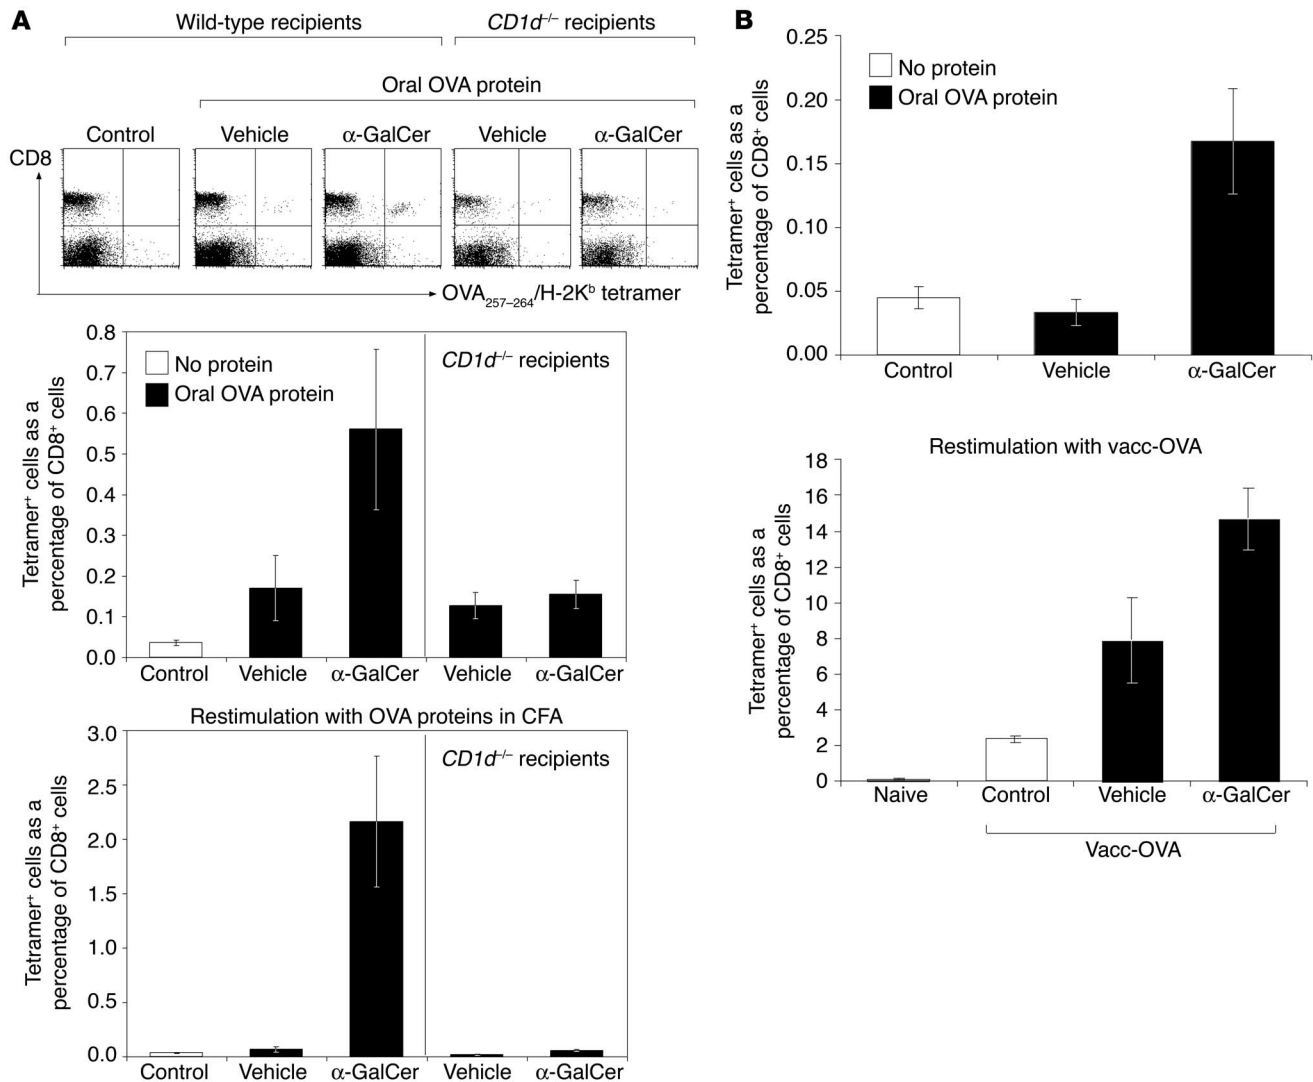 A
Wild-type recipients
CD1d⁻/⁻ recipients
Oral OVA protein
Control
Vehicle
α-GalCer
Vehicle
α-GalCer
CD8
OVA₂₅₇₋₂₆₄/H-2Kᵇ tetramer
Tetramer⁺ cells as a
percentage of CD8⁺ cells
0.8
0.7
0.6
0.5
0.4
0.3
0.2
0.1
0.0
No protein
Oral OVA protein
CD1d⁻/⁻ recipients
Control
Vehicle
α-GalCer
Vehicle
α-GalCer
Restimulation with OVA proteins in CFA
Tetramer⁺ cells as a
percentage of CD8⁺ cells
3.0
2.5
2.0
1.5
1.0
0.5
0.0
CD1d⁻/⁻ recipients
Control
Vehicle
α-GalCer
Vehicle
α-GalCer
B
Tetramer⁺ cells as a
percentage of CD8⁺ cells
0.25
0.20
0.15
0.10
0.05
0.00
No protein
Oral OVA protein
Control
Vehicle
α-GalCer
Restimulation with vacc-OVA
Tetramer⁺ cells as a
percentage of CD8⁺ cells
18
16
14
12
10
8
6
4
2
0
Naive
Control
Vehicle
α-GalCer
Vacc-OVA